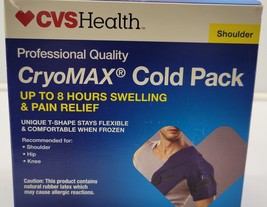 CVSHealth
Shoulder
Professional Quality
CryoMAX® Cold Pack
UP TO 8 HOURS SWELLING
& PAIN RELIEF
UNIQUE T-SHAPE STAYS FLEXIBLE
& COMFORTABLE WHEN FROZEN
Recommended for:
• Shoulder
• Hip
• Knee
Caution: This product contains
natural rubber latex which
may cause allergic reactions.